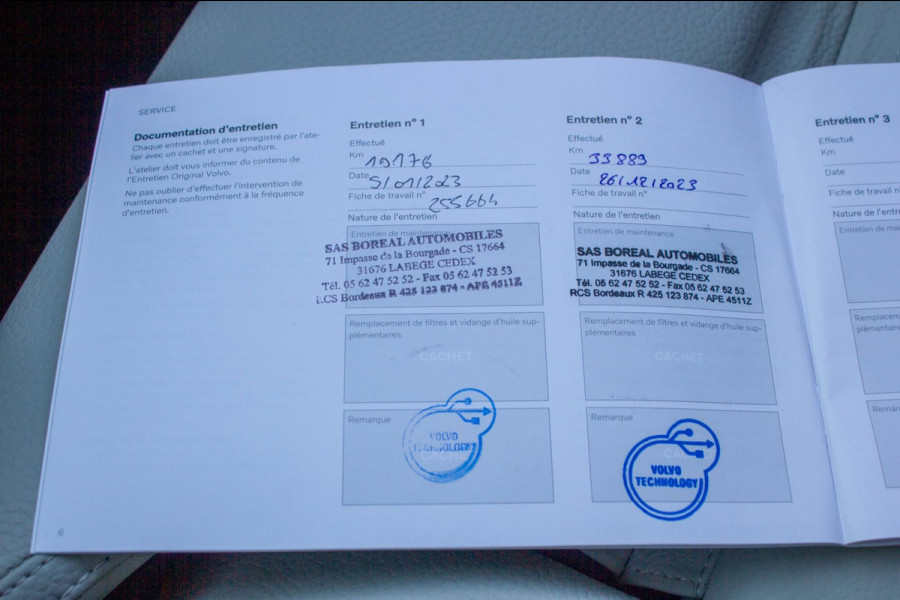 SERVICE
Documentation d'entretien
Chaque entretien doit être enregistré par l'ate-
lier avec un cachet et une signature.
L'atelier doit vous informer du contenu de
l'Entretien Original Volvo.
Ne pas oublier d'effectuer l'intervention de
maintenance conformément à la fréquence
d'entretien.
6
Entretien n° 1
Effectué
Km 19176
Date 5/01/2023
Fiche de travail n° 255664
Nature de l'entretien
Entretien de maintenance
SAS BOREAL AUTOMOBILES
71 Impasse de la Bourgade - CS 17664
31676 LABEGE CEDEX
Tél. 05 62 47 52 52 - Fax 05 62 47 52 53
RCS Bordeaux R 425 123 874 - APE 4511Z
Remplacement de filtres et vidange d'huile sup-
plémentaires
CACHET
Remarque
VOLVO
TECHNOLOGY
CACHET
Entretien n° 2
Effectué
Km 33889
Date 26/12/2023
Fiche de travail n°
Nature de l'entretien
Entretien de maintenance
SAS BOREAL AUTOMOBILES
71 Impasse de la Bourgade - CS 17664
31676 LABEGE CEDEX
Tél. 05 62 47 52 52 - Fax 05 62 47 52 53
RCS Bordeaux R 425 123 874 - APE 4511Z
Remplacement de filtres et vidange d'huile sup-
plémentaires
CACHET
Remarque
VOLVO
TECHNOLOGY
Entretien n° 3
Effectué
Km
Date
Fiche de travail
Nature de l'entretien
Entretien de
Remplacement
plémentaire